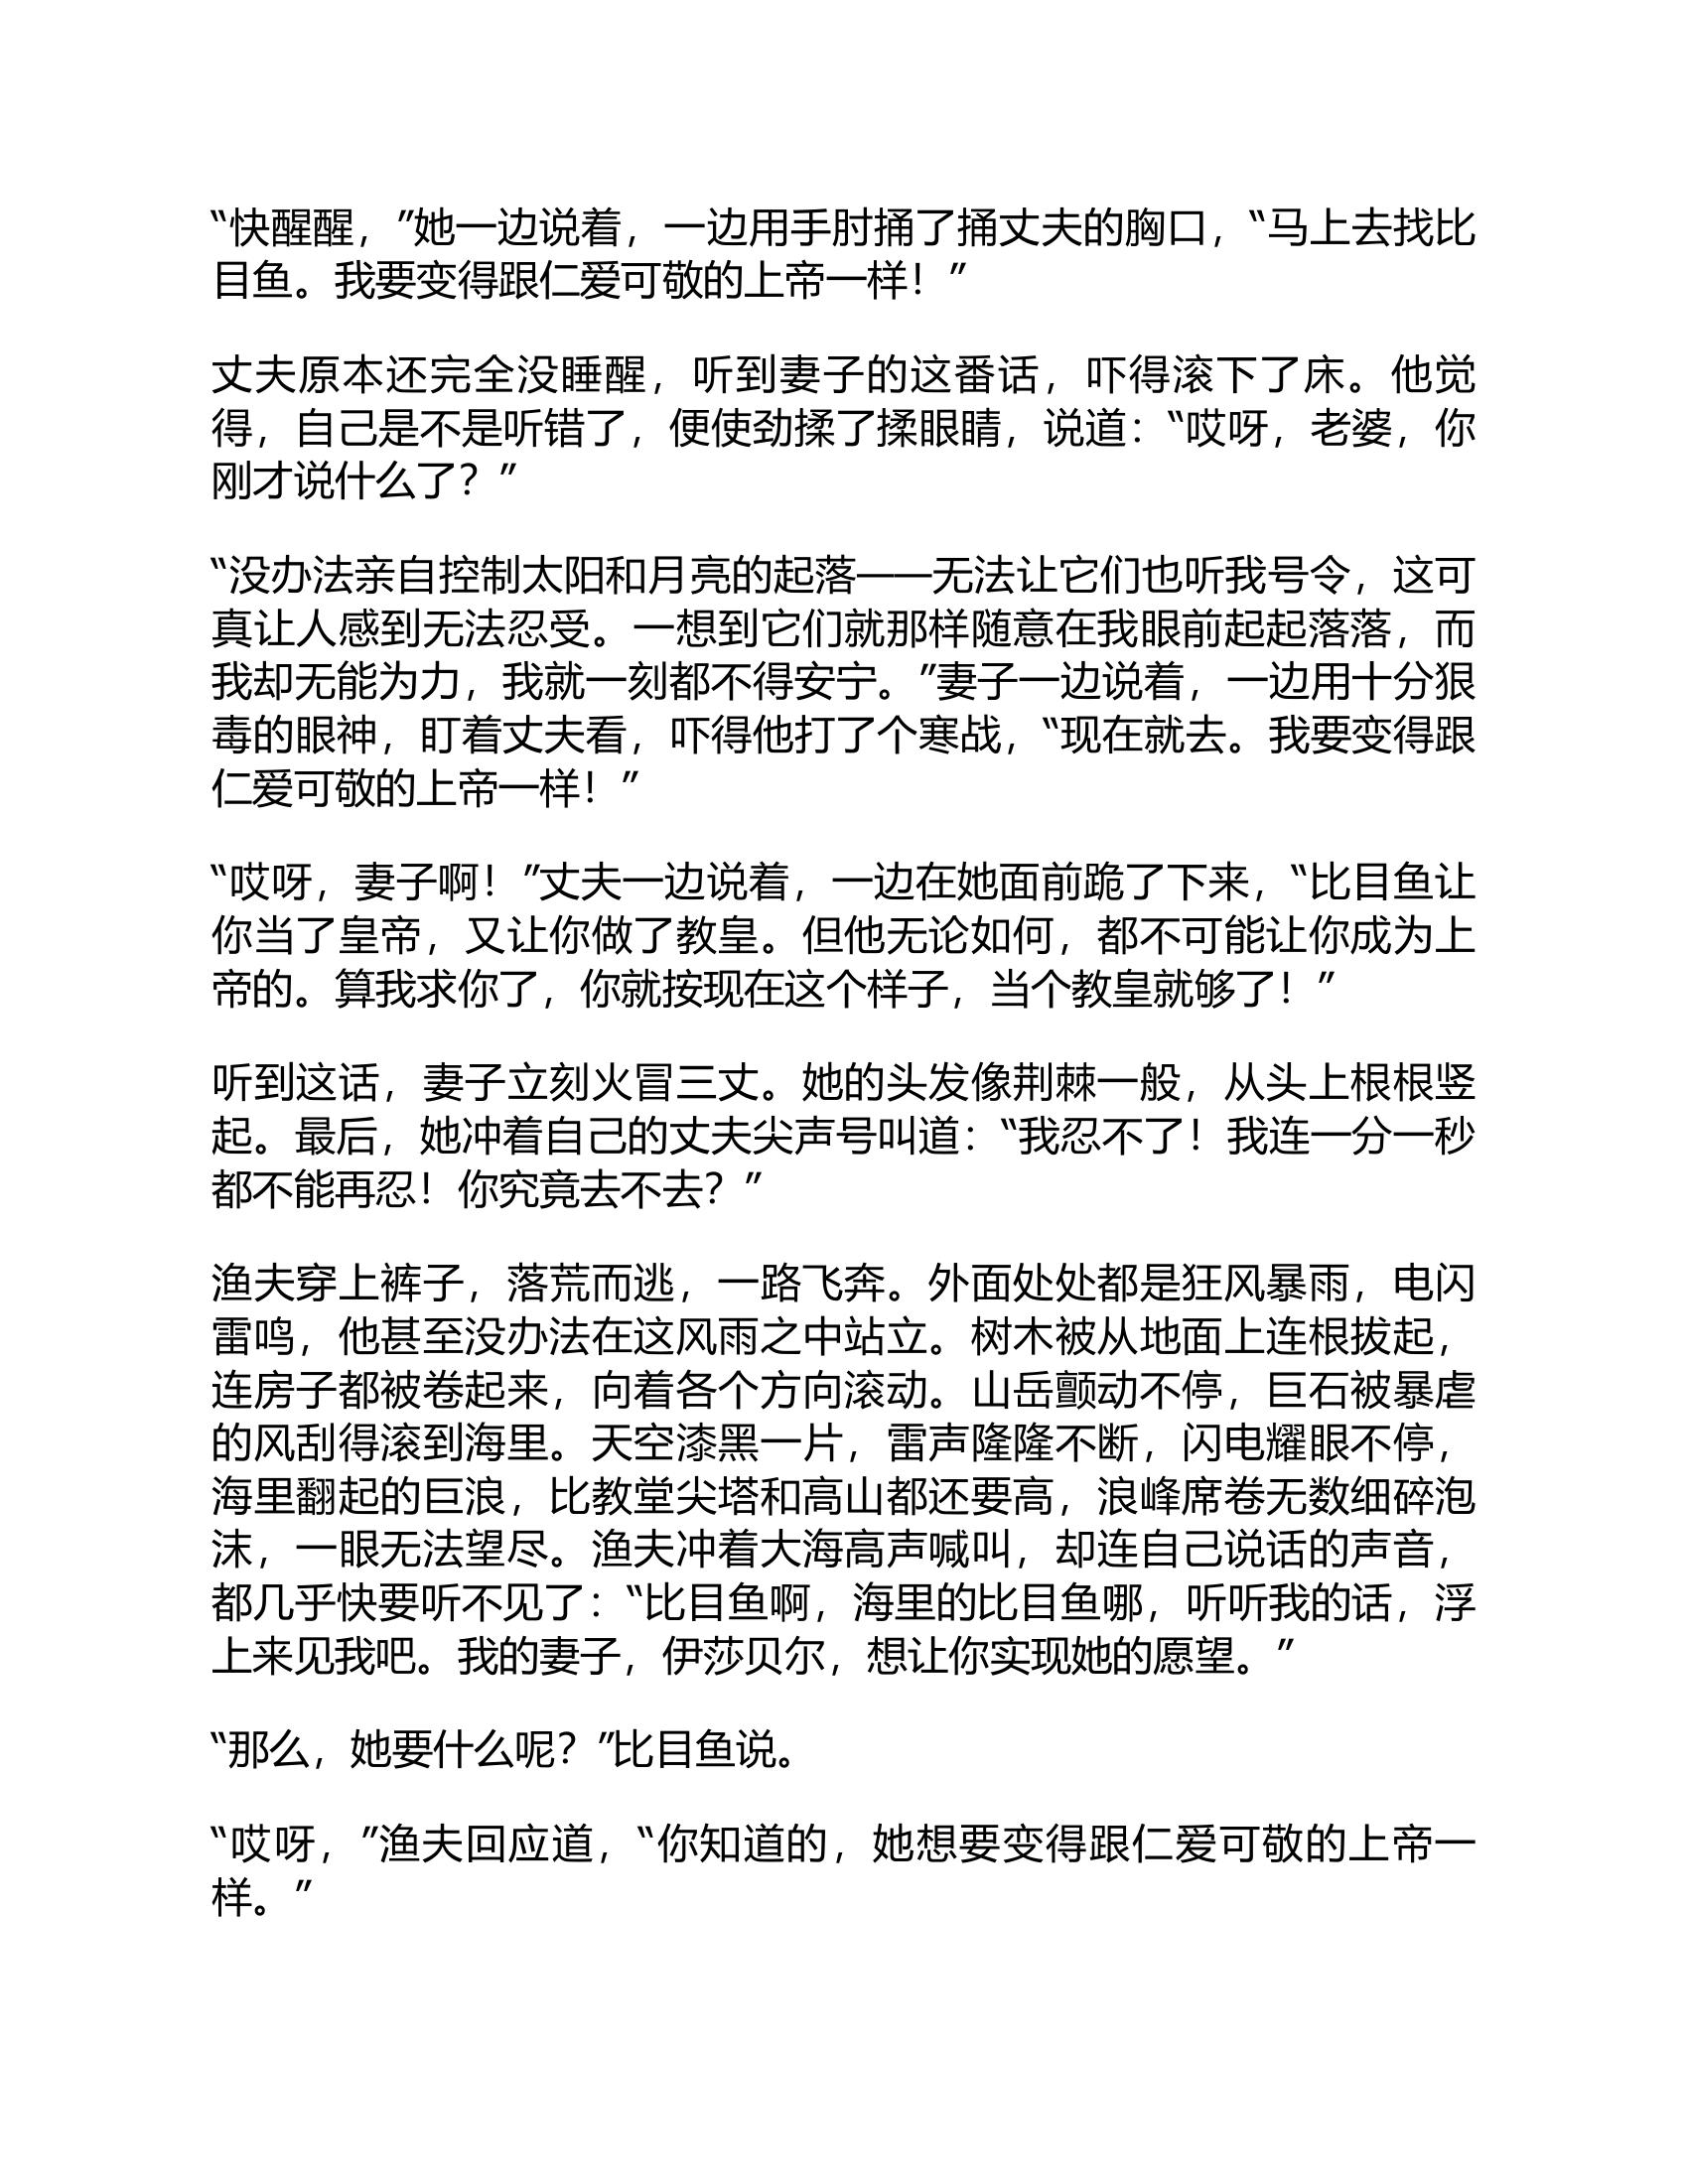 “快醒醒，”她一边说着，一边用手肘捅了捅丈夫的胸口，“马上去找比
目鱼。我要变得跟仁爱可敬的上帝一样！”
丈夫原本还完全没睡醒，听到妻子的这番话，吓得滚下了床。他觉
得，自己是不是听错了，便使劲揉了揉眼睛，说道：“哎呀，老婆，你
刚才说什么了？”
“没办法亲自控制太阳和月亮的起落——无法让它们也听我号令，这可
真让人感到无法忍受。一想到它们就那样随意在我眼前起起落落，而
我却无能为力，我就一刻都不得安宁。”妻子一边说着，一边用十分狠
毒的眼神，盯着丈夫看，吓得他打了个寒战，“现在就去。我要变得跟
仁爱可敬的上帝一样！”
“哎呀，妻子啊！”丈夫一边说着，一边在她面前跪了下来，“比目鱼让
你当了皇帝，又让你做了教皇。但他无论如何，都不可能让你成为上
帝的。算我求你了，你就按现在这个样子，当个教皇就够了！”
听到这话，妻子立刻火冒三丈。她的头发像荆棘一般，从头上根根竖
起。最后，她冲着自己的丈夫尖声号叫道：“我忍不了！我连一分一秒
都不能再忍！你究竟去不去？”
渔夫穿上裤子，落荒而逃，一路飞奔。外面处处都是狂风暴雨，电闪
雷鸣，他甚至没办法在这风雨之中站立。树木被从地面上连根拔起，
连房子都被卷起来，向着各个方向滚动。山岳颤动不停，巨石被暴虐
的风刮得滚到海里。天空漆黑一片，雷声隆隆不断，闪电耀眼不停，
海里翻起的巨浪，比教堂尖塔和高山都还要高，浪峰席卷无数细碎泡
沫，一眼无法望尽。渔夫冲着大海高声喊叫，却连自己说话的声音，
都几乎快要听不见了：“比目鱼啊，海里的比目鱼哪，听听我的话，浮
上来见我吧。我的妻子，伊莎贝尔，想让你实现她的愿望。”
“那么，她要什么呢？”比目鱼说。
“哎呀，”渔夫回应道，“你知道的，她想要变得跟仁爱可敬的上帝一
样。”